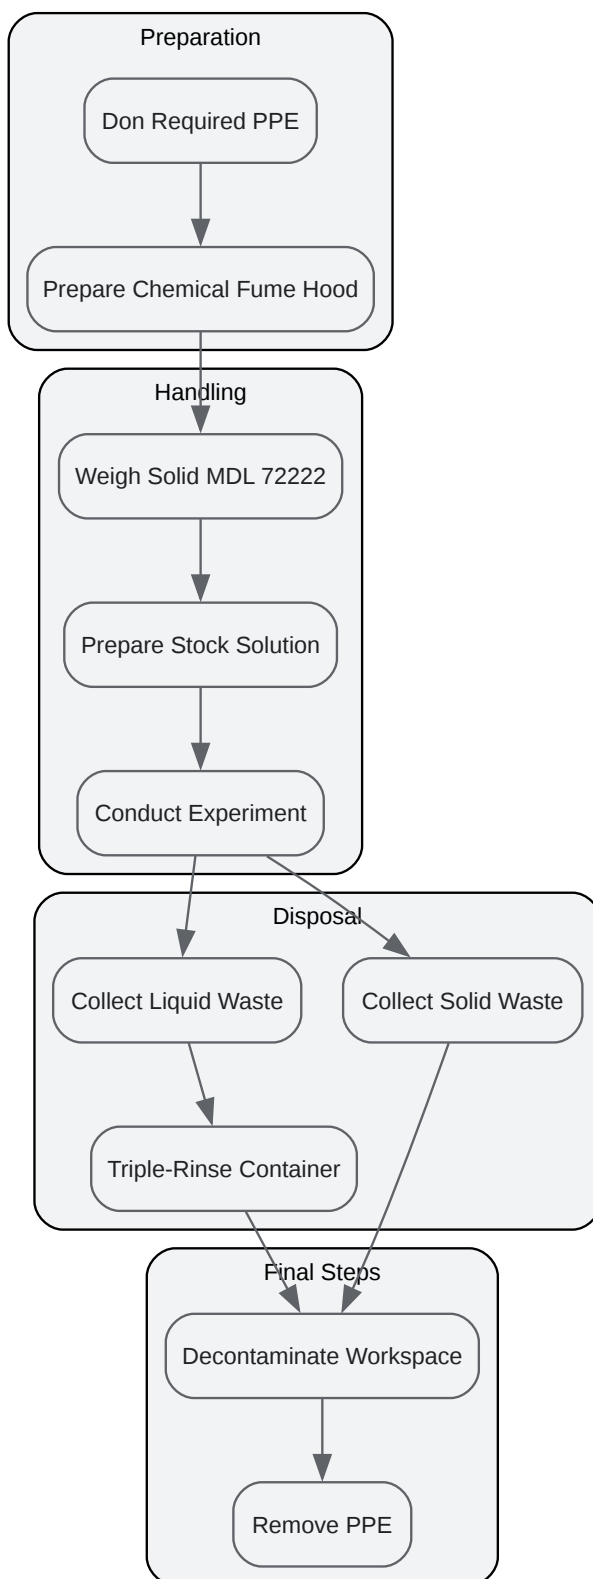 Preparation
Don Required PPE
Prepare Chemical Fume Hood
Handling
Weigh Solid MDL 72222
Prepare Stock Solution
Conduct Experiment
Disposal
Collect Liquid Waste
Collect Solid Waste
Triple-Rinse Container
Final Steps
Decontaminate Workspace
Remove PPE